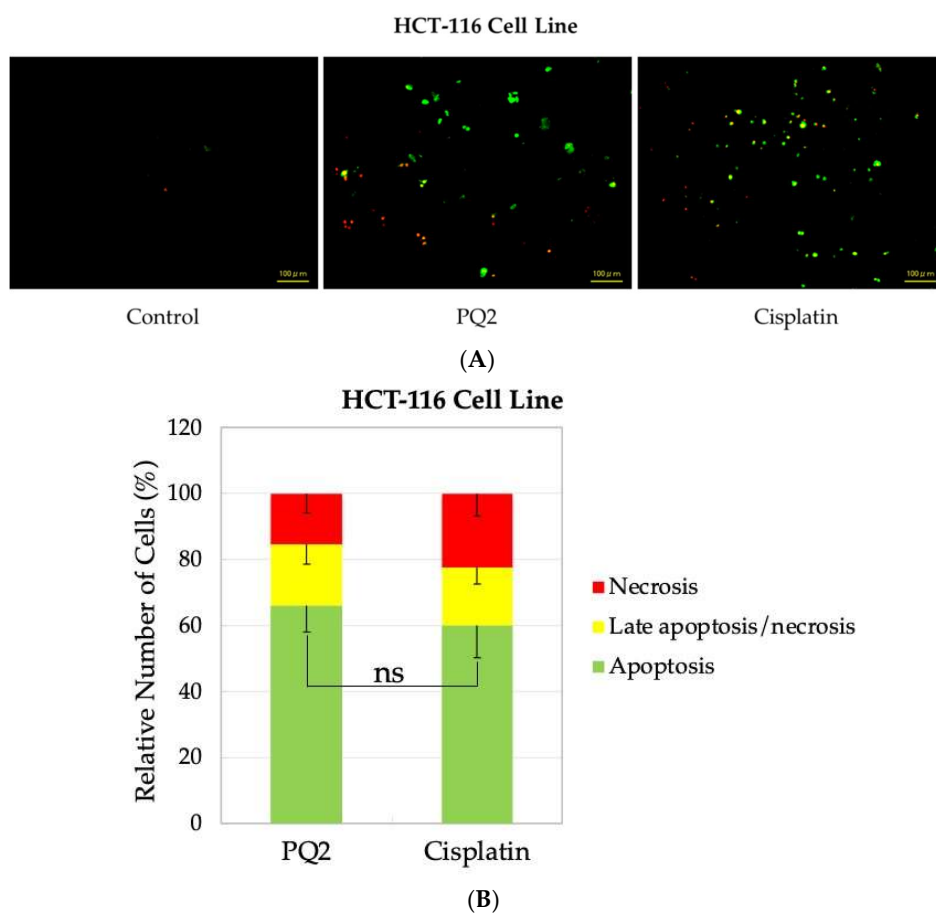 HCT-116 Cell Line
100 μm 100 μm 100 μm
Control PQ2 Cisplatin
(A)
HCT-116 Cell Line
Relative Number of Cells (%)
120
100
80
60
40
20
0
ns
Necrosis
Late apoptosis/necrosis
Apoptosis
PQ2 Cisplatin
(B)